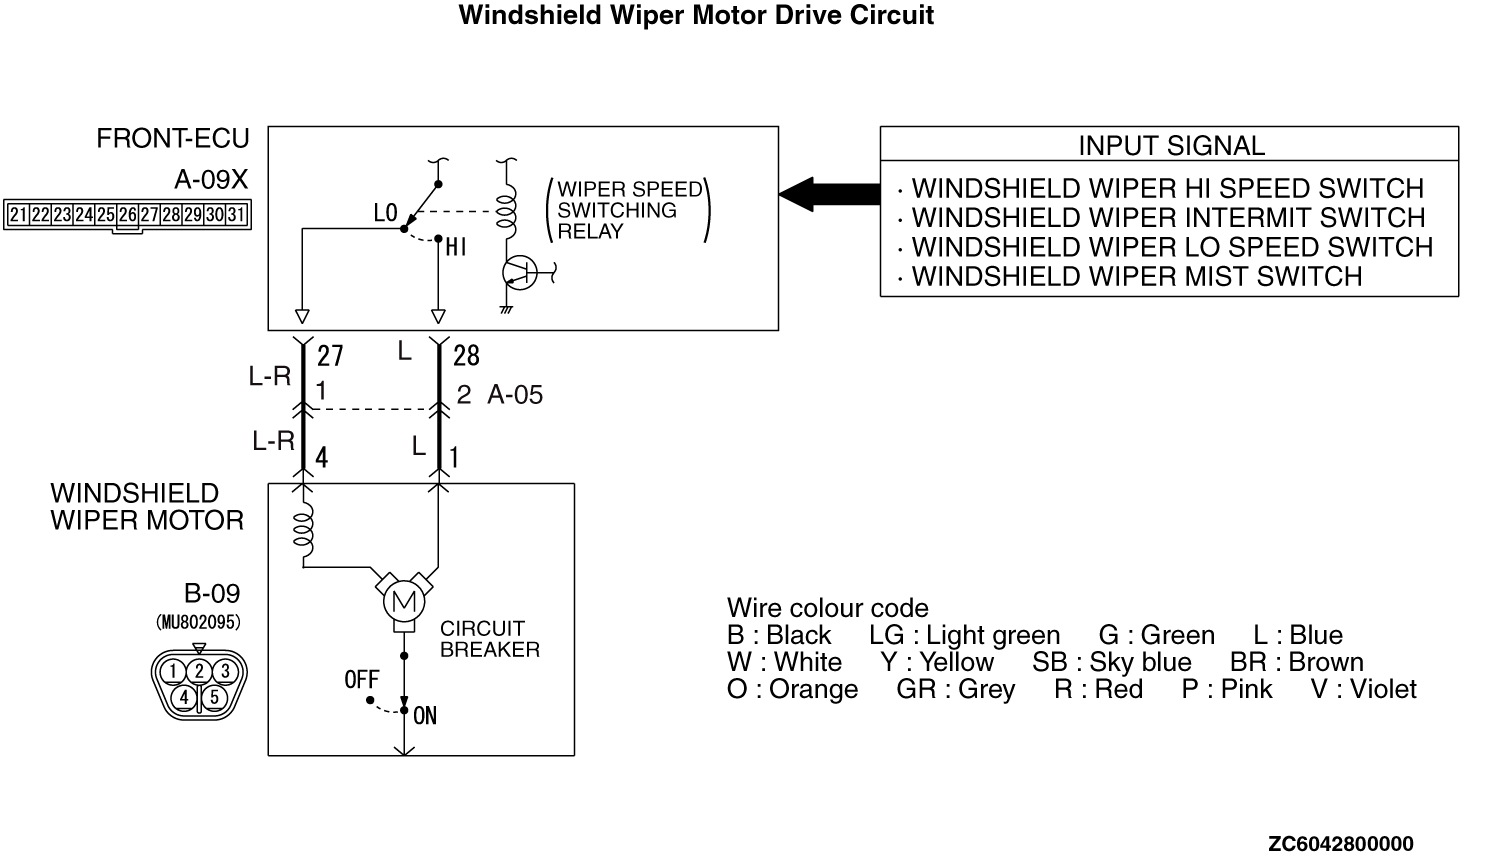 Windshield Wiper Motor Drive Circuit
FRONT-ECU
A-09X
21 22 23 24 25 26 27 28 29 30 31
LO
HI
(WIPER SPEED
SWITCHING
RELAY)
INPUT SIGNAL
· WINDSHIELD WIPER HI SPEED SWITCH
· WINDSHIELD WIPER INTERMIT SWITCH
· WINDSHIELD WIPER LO SPEED SWITCH
· WINDSHIELD WIPER MIST SWITCH
27 L 28
L-R 1 2 A-05
L-R 4 L 1
WINDSHIELD
WIPER MOTOR
B-09
(MU802095)
1 2 3
4 5
M
CIRCUIT
BREAKER
OFF
ON
Wire colour code
B : Black LG : Light green G : Green L : Blue
W : White Y : Yellow SB : Sky blue BR : Brown
O : Orange GR : Grey R : Red P : Pink V : Violet
ZC6042800000